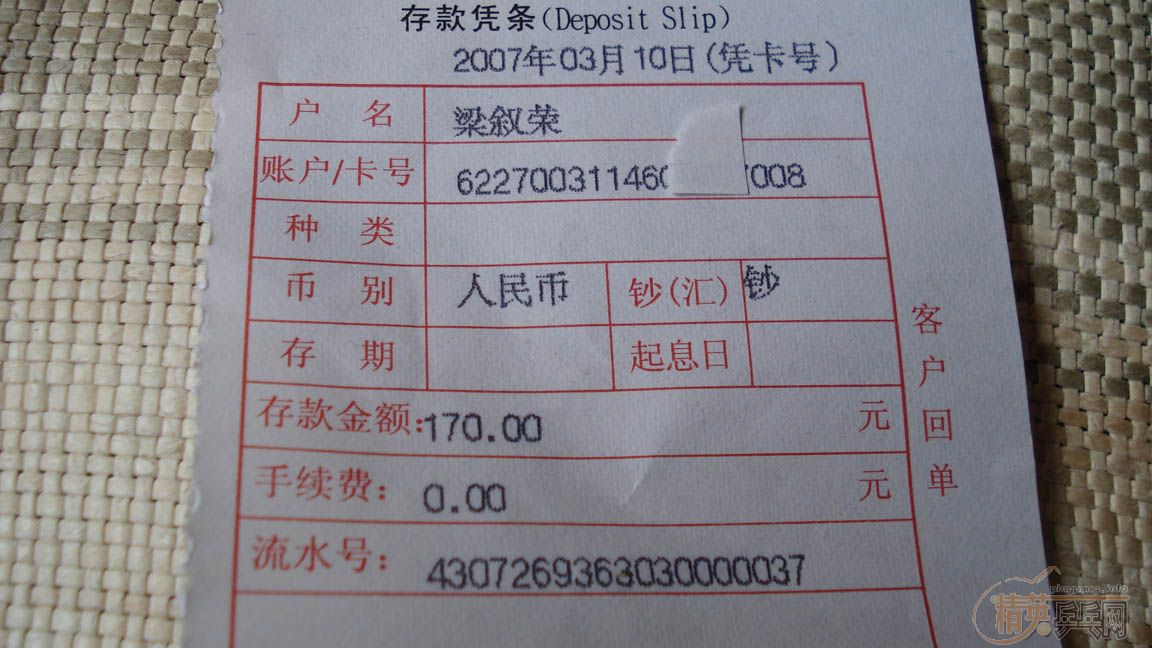 存款凭条(Deposit Slip)
2007年03月10日(凭卡号)
户 名 梁叙荣
账户/卡号 622700311460 7008
种 类
币 别 人民币 钞(汇) 钞
存 期 起息日
存款金额: 170.00 元
手续费: 0.00 元
流水号: 4307269363030000037
客户回单
pingpang.info
精英乒乓网